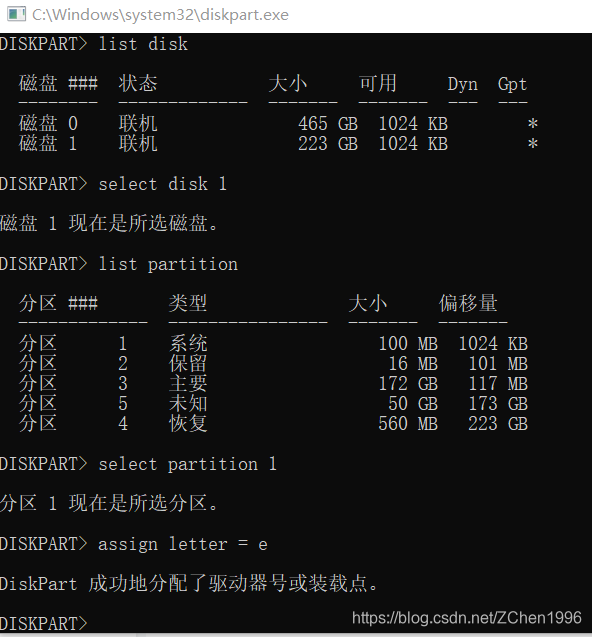 C:\Windows\system32\diskpart.exe
DISKPART> list disk
磁盘 ### 状态 大小 可用 Dyn Gpt
-------- ------------- ------- ------- --- ---
磁盘 0 联机 465 GB 1024 KB *
磁盘 1 联机 223 GB 1024 KB *
DISKPART> select disk 1
磁盘 1 现在是所选磁盘。
DISKPART> list partition
分区 ### 类型 大小 偏移量
------------- ---------------- ------- -------
分区 1 系统 100 MB 1024 KB
分区 2 保留 16 MB 101 MB
分区 3 主要 172 GB 117 MB
分区 5 未知 50 GB 173 GB
分区 4 恢复 560 MB 223 GB
DISKPART> select partition 1
分区 1 现在是所选分区。
DISKPART> assign letter = e
DiskPart 成功地分配了驱动器号或装载点。
DISKPART>
https://blog.csdn.net/ZChen1996